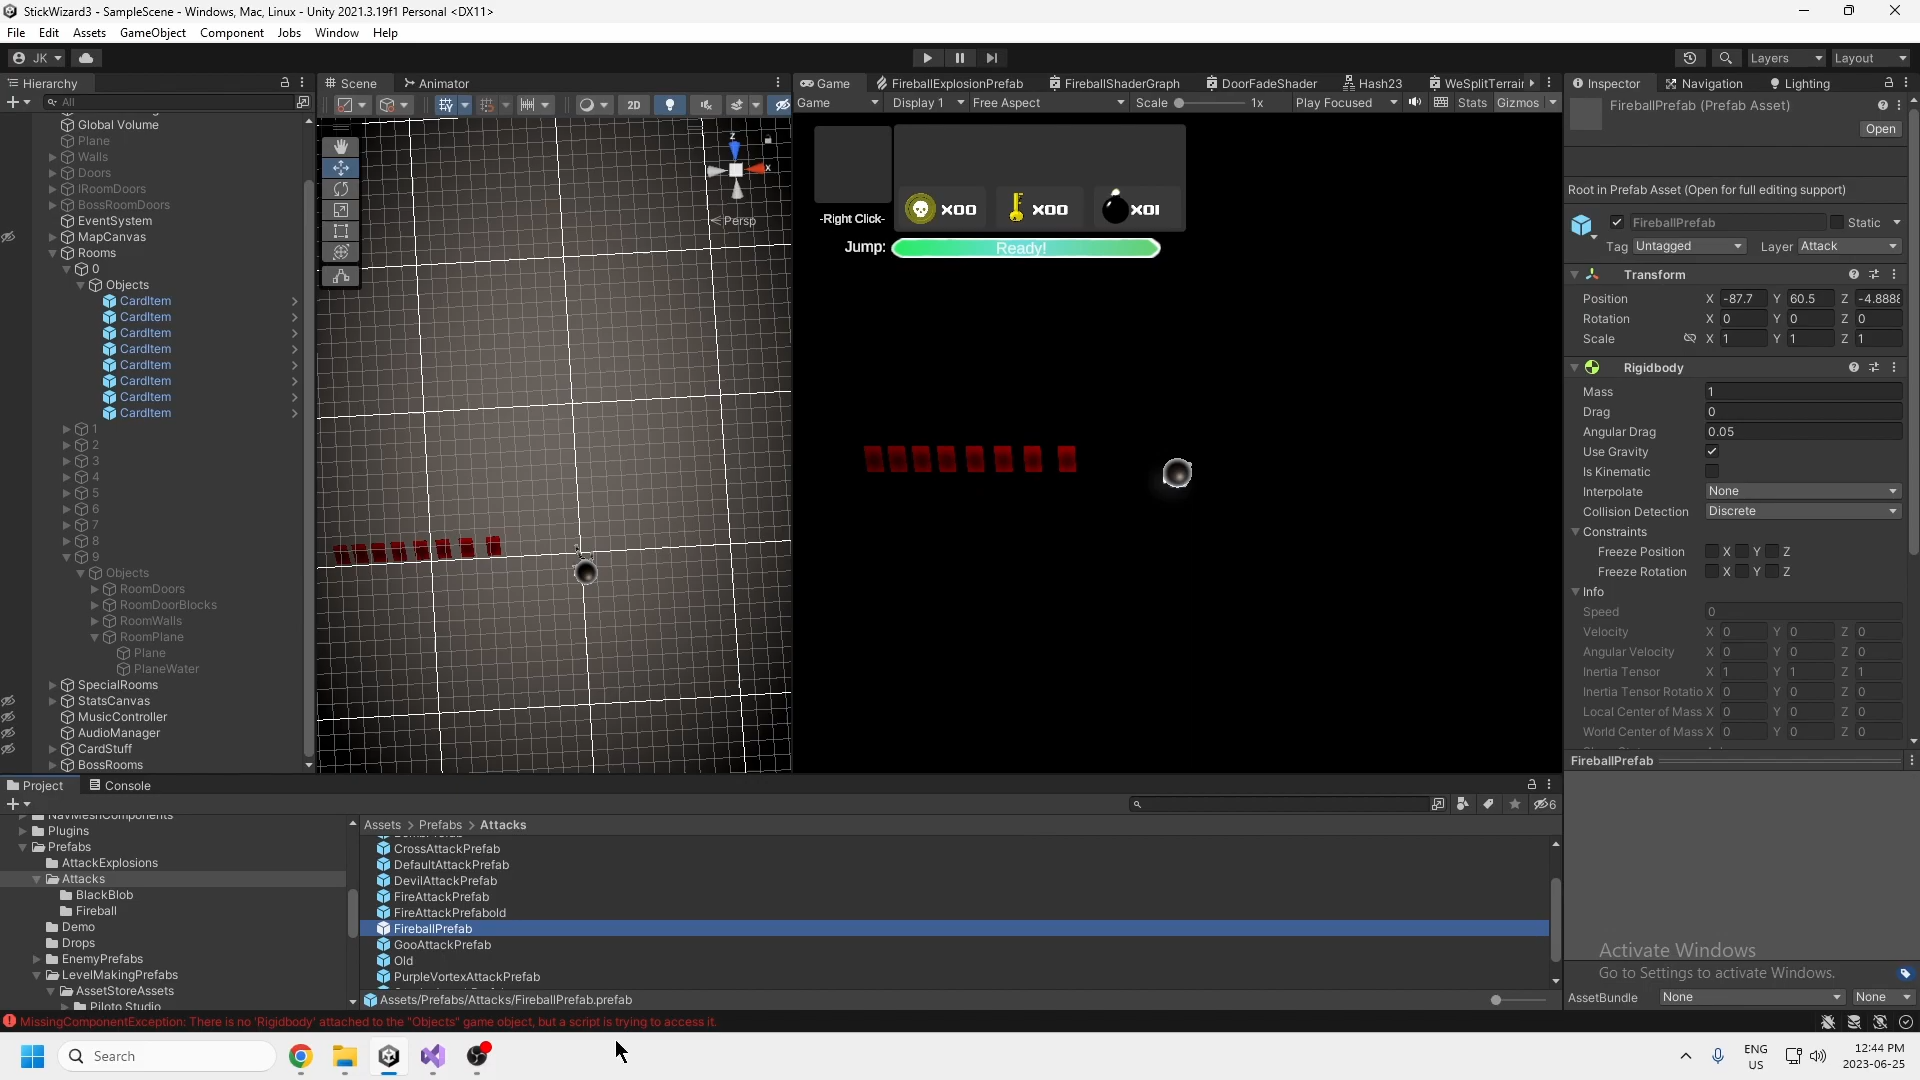 StickWizard3 - SampleScene - Windows, Mac, Linux - Unity 2021.3.19f1 Personal <DX11>
File Edit Assets GameObject Component Jobs Window Help
JK Layers Layout
Hierarchy
All
Global Volume
Plane
Walls
Doors
IRoomDoors
BossRoomDoors
EventSystem
MapCanvas
Rooms
0
Objects
CardItem
CardItem
CardItem
CardItem
CardItem
CardItem
CardItem
CardItem
1
2
3
4
5
6
7
8
9
Objects
RoomDoors
RoomDoorBlocks
RoomWalls
RoomPlane
Plane
PlaneWater
SpecialRooms
StatsCanvas
MusicController
AudioManager
CardStuff
BossRooms
Scene Animator
2D
z
x
Persp
Game FireballExplosionPrefab FireballShaderGraph DoorFadeShader Hash23 WeSplitTerrair
Game Display 1 Free Aspect Scale 1x Play Focused Stats Gizmos
-Right Click-
X00 X00 X01
Jump: Ready!
Inspector Navigation Lighting
FireballPrefab (Prefab Asset)
Open
Root in Prefab Asset (Open for full editing support)
FireballPrefab Static
Tag Untagged Layer Attack
Transform
Position X -87.7 Y 60.5 Z -4.8888
Rotation X 0 Y 0 Z 0
Scale X 1 Y 1 Z 1
Rigidbody
Mass 1
Drag 0
Angular Drag 0.05
Use Gravity
Is Kinematic
Interpolate None
Collision Detection Discrete
Constraints
Freeze Position X Y Z
Freeze Rotation X Y Z
Info
Speed 0
Velocity X 0 Y 0 Z 0
Angular Velocity X 0 Y 0 Z 0
Inertia Tensor X 1 Y 1 Z 1
Inertia Tensor Rotatio X 0 Y 0 Z 0
Local Center of Mass X 0 Y 0 Z 0
World Center of Mass X 0 Y 0 Z 0
FireballPrefab
Activate Windows
Go to Settings to activate Windows.
AssetBundle None None
Project Console
6
NavMeshComponents
Plugins
Prefabs
AttackExplosions
Attacks
BlackBlob
Fireball
Demo
Drops
EnemyPrefabs
LevelMakingPrefabs
AssetStoreAssets
Piloto Studio
Assets > Prefabs > Attacks
CrossAttackPrefab
DefaultAttackPrefab
DevilAttackPrefab
FireAttackPrefab
FireAttackPrefabold
FireballPrefab
GooAttackPrefab
Old
PurpleVortexAttackPrefab
Assets/Prefabs/Attacks/FireballPrefab.prefab
MissingComponentException: There is no 'Rigidbody' attached to the "Objects" game object, but a script is trying to access it.
Search
ENG
US
12:44 PM
2023-06-25